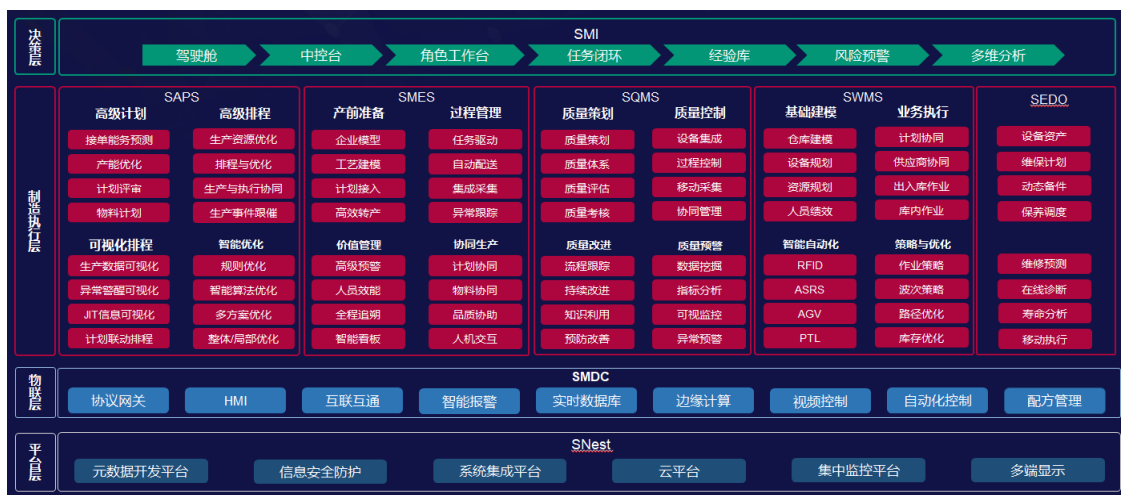 决策层
SMI
驾驶舱 中控台 角色工作台 任务闭环 经验库 风险预警 多维分析
制造执行层
SAPS
高级计划 高级排程
接单能务预测 生产资源优化
产能优化 排程与优化
计划评审 生产与执行协同
物料计划 生产事件跟催
可视化排程 智能优化
生产数据可视化 规则优化
异常警醒可视化 智能算法优化
JIT信息可视化 多方案优化
计划联动排程 整体/局部优化
SMES
产前准备 过程管理
企业模型 任务驱动
工艺建模 自动配送
计划接入 集成采集
高效转产 异常跟踪
价值管理 协同生产
高级预警 计划协同
人员效能 物料协同
全程追朔 品质协助
智能看板 人机交互
SQMS
质量策划 质量控制
质量策划 设备集成
质量体系 过程控制
质量评估 移动采集
质量考核 协同管理
质量改进 质量预警
流程跟踪 数据挖掘
持续改进 指标分析
知识利用 可视监控
预防改善 异常预警
SWMS
基础建模 业务执行
仓库建模 计划协同
设备规划 供应商协同
资源规划 出入库作业
人员绩效 库内作业
智能自动化 策略与优化
RFID 作业策略
ASRS 波次策略
AGV 路径优化
PTL 库存优化
SEDO
设备资产
维保计划
动态备件
保养调度
维修预测
在线诊断
寿命分析
移动执行
物联层
SMDC
协议网关 HMI 互联互通 智能报警 实时数据库 边缘计算 视频控制 自动化控制 配方管理
平台层
SNest
元数据开发平台 信息安全防护 系统集成平台 云平台 集中监控平台 多端显示